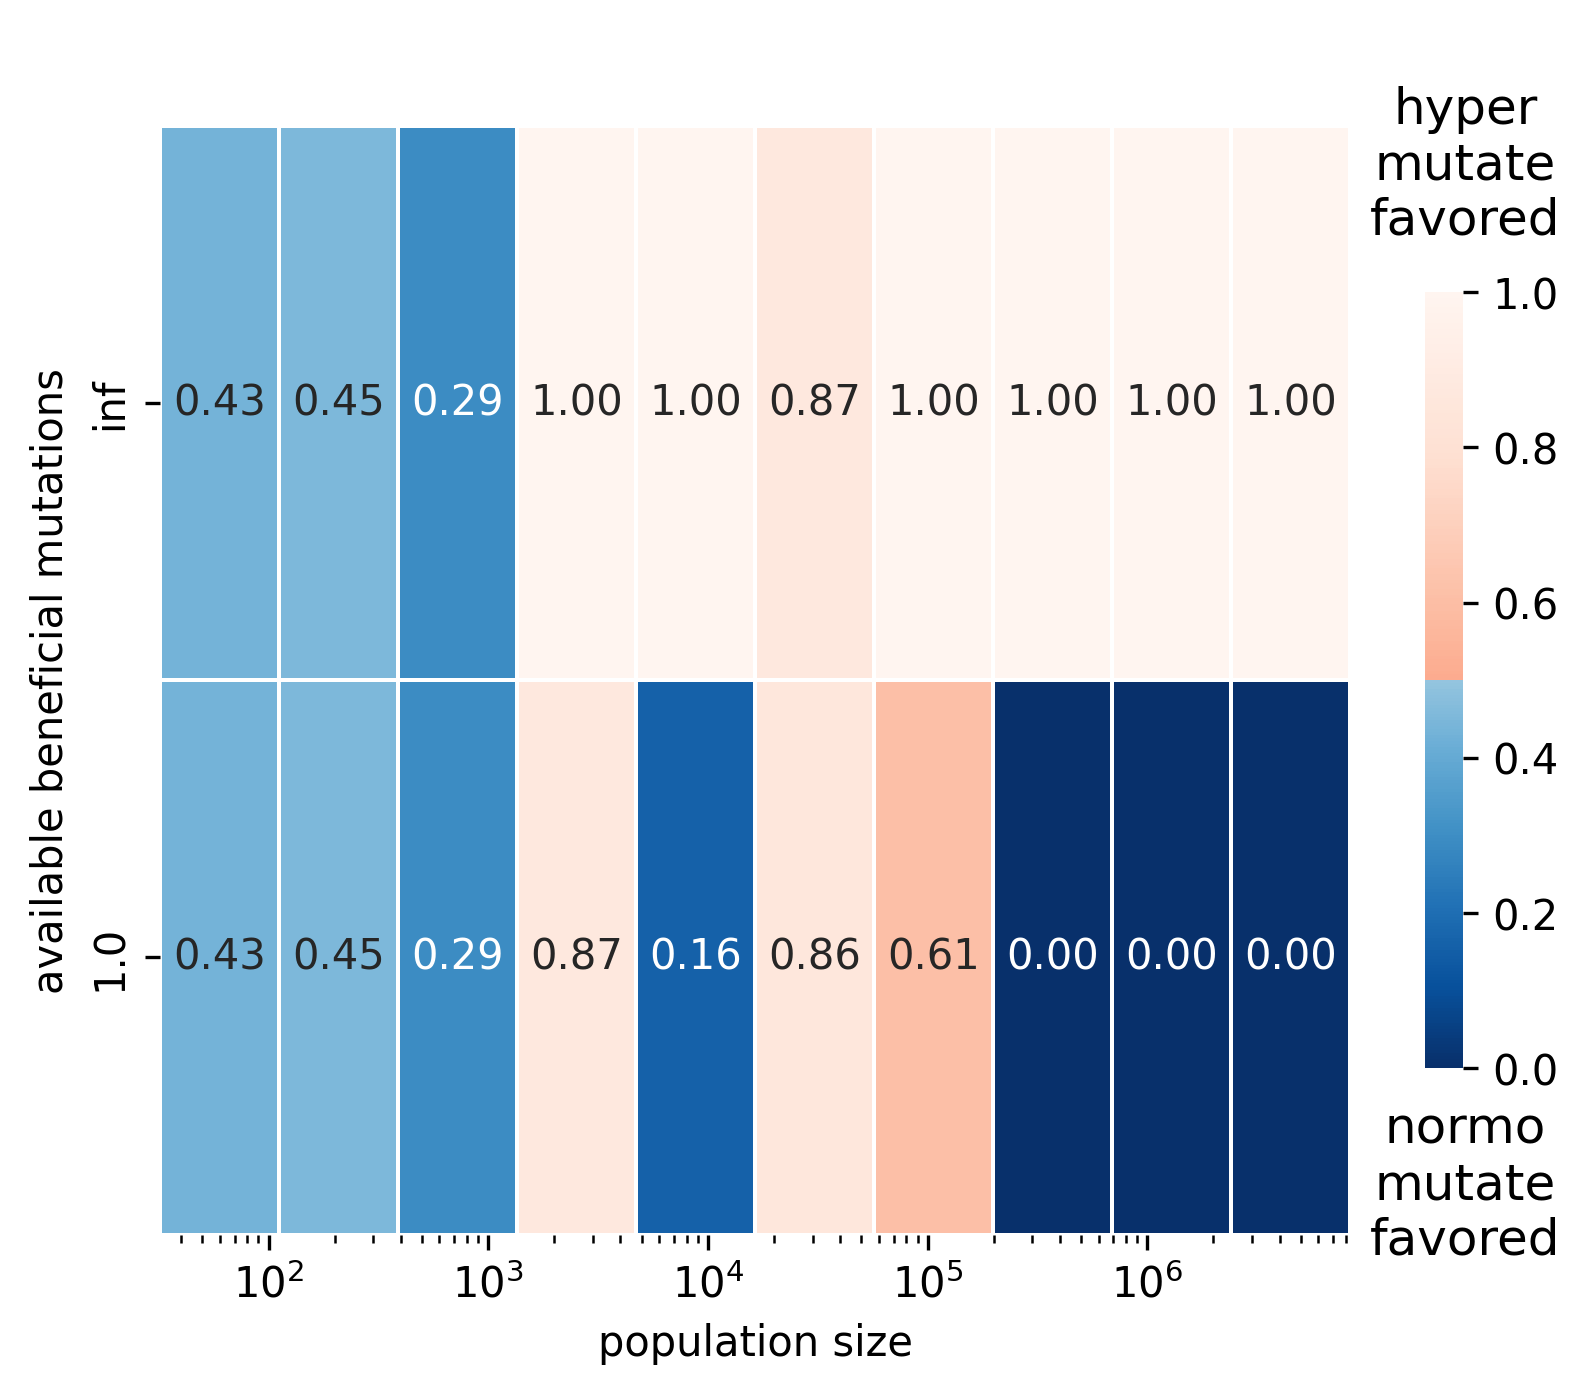 hyper
mutate
favored
available beneficial mutations
inf
0.43 0.45 0.29 1.00 1.00 0.87 1.00 1.00 1.00 1.00
1.0
0.43 0.45 0.29 0.87 0.16 0.86 0.61 0.00 0.00 0.00
10² 10³ 10⁴ 10⁵ 10⁶
population size
1.0
0.8
0.6
0.4
0.2
0.0
normo
mutate
favored